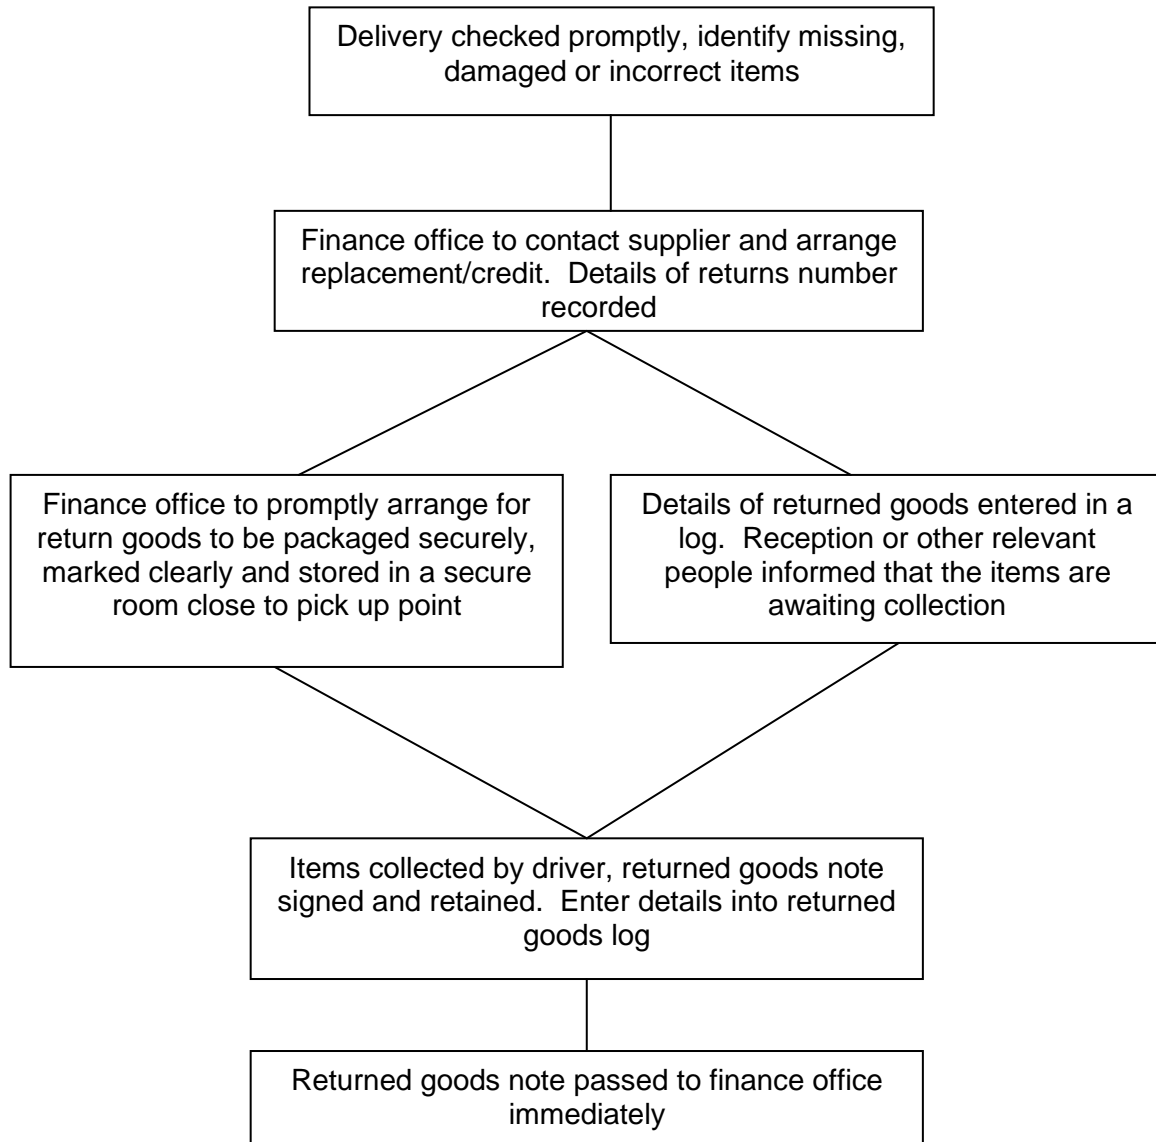 Delivery checked promptly, identify missing,
damaged or incorrect items
Finance office to contact supplier and arrange
replacement/credit.  Details of returns number
recorded
Finance office to promptly arrange for
return goods to be packaged securely,
marked clearly and stored in a secure
room close to pick up point
Details of returned goods entered in a
log.  Reception or other relevant
people informed that the items are
awaiting collection
Items collected by driver, returned goods note
signed and retained.  Enter details into returned
goods log
Returned goods note passed to finance office
immediately